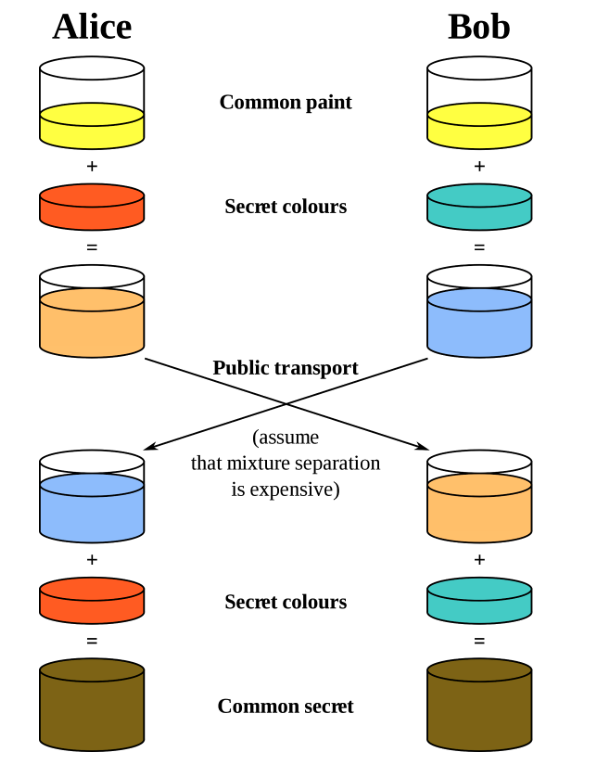 Alice Bob
Common paint
+ +
Secret colours
= =
Public transport
(assume
that mixture separation
is expensive)
+ +
Secret colours
= =
Common secret